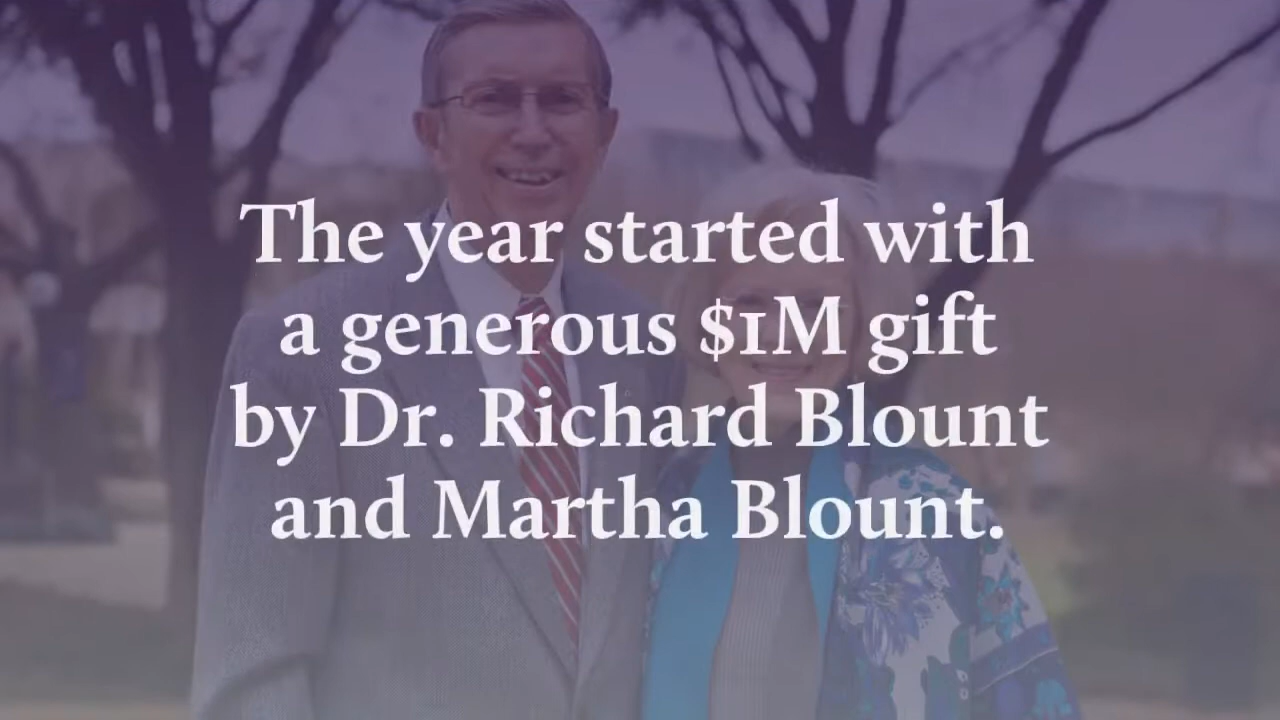 The year started with
a generous $1M gift
by Dr. Richard Blount
and Martha Blount.